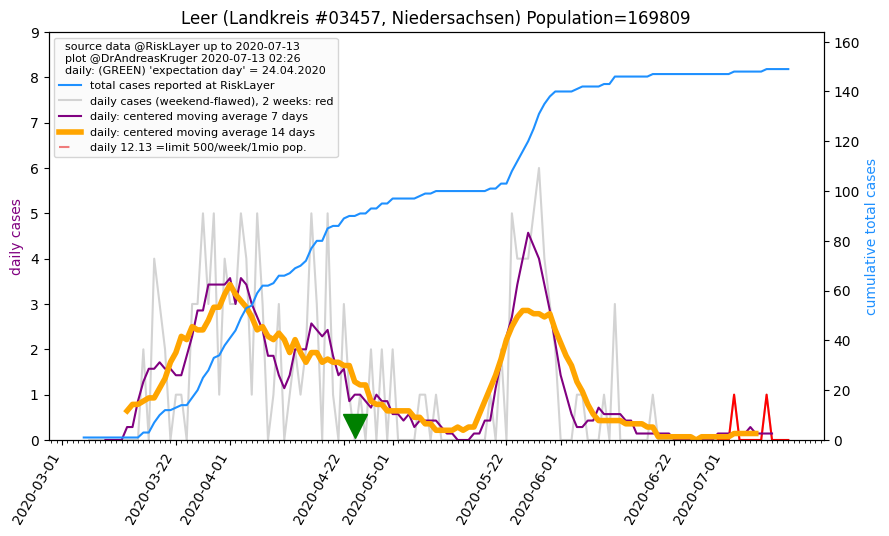 Leer (Landkreis #03457, Niedersachsen) Population=169809
source data @RiskLayer up to 2020-07-13
plot @DrAndreasKruger 2020-07-13 02:26
daily: (GREEN) 'expectation day' = 24.04.2020
total cases reported at RiskLayer
daily cases (weekend-flawed), 2 weeks: red
daily: centered moving average 7 days
daily: centered moving average 14 days
daily 12.13 =limit 500/week/1mio pop.
daily cases
9
8
7
6
5
4
3
2
1
0
160
140
120
100
80
60
40
20
0
cumulative total cases
2020-03-01
2020-03-22
2020-04-01
2020-04-22
2020-05-01
2020-05-22
2020-06-01
2020-06-22
2020-07-01